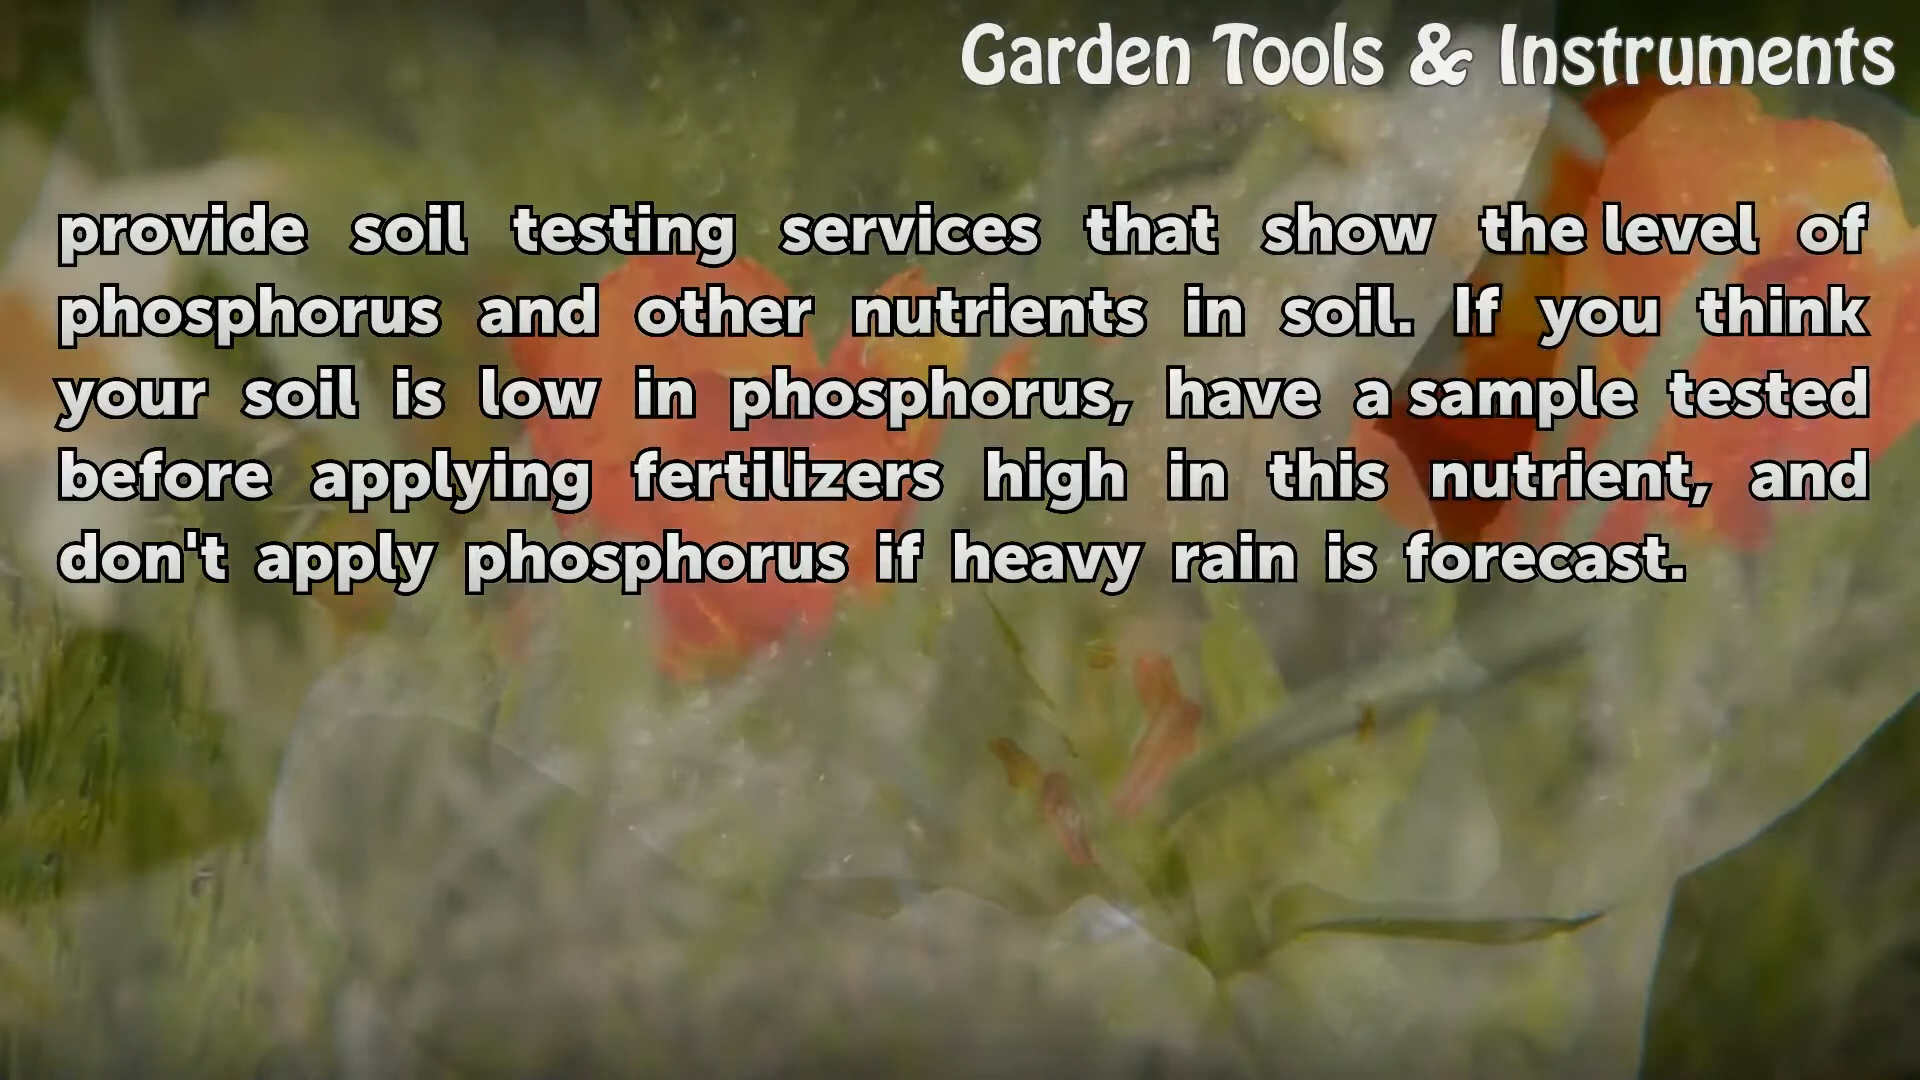 Garden Tools & Instruments
provide soil testing services that show the level of
phosphorus and other nutrients in soil. If you think
your soil is low in phosphorus, have a sample tested
before applying fertilizers high in this nutrient, and
don't apply phosphorus if heavy rain is forecast.